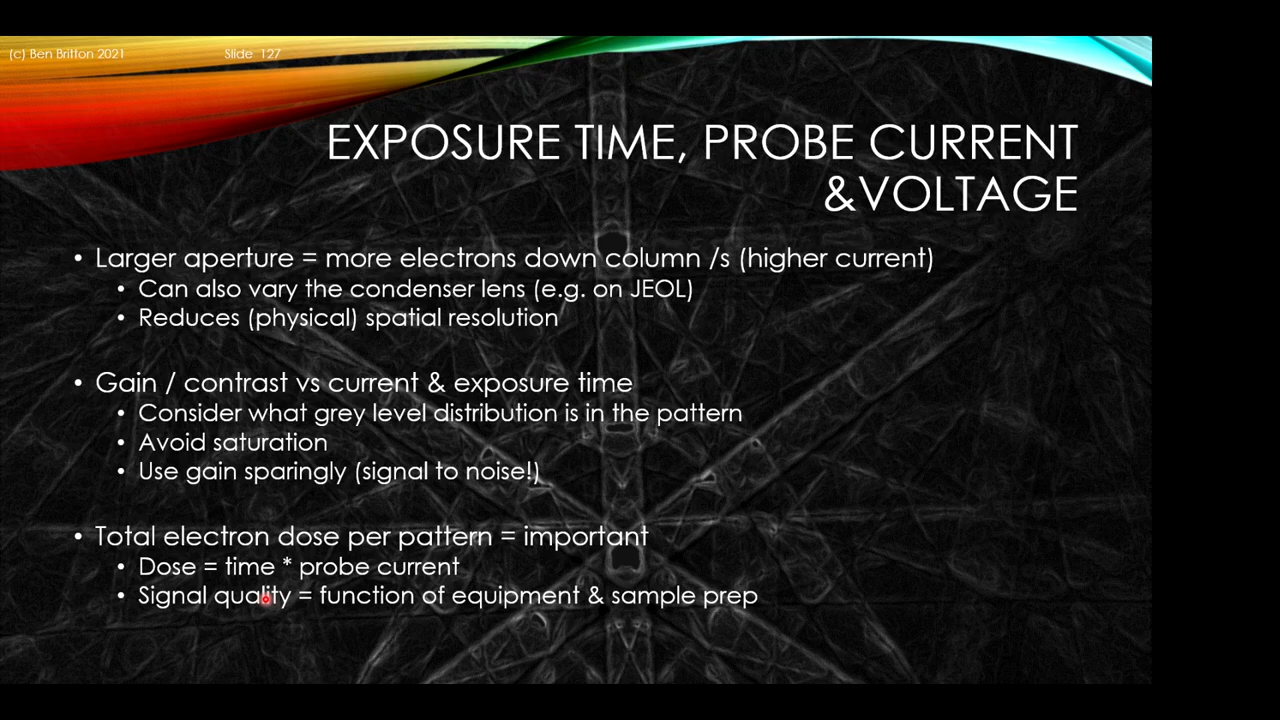 (c) Ben Britton 2021 Slide 127
EXPOSURE TIME, PROBE CURRENT
&VOLTAGE
• Larger aperture = more electrons down column /s (higher current)
• Can also vary the condenser lens (e.g. on JEOL)
• Reduces (physical) spatial resolution
• Gain / contrast vs current & exposure time
• Consider what grey level distribution is in the pattern
• Avoid saturation
• Use gain sparingly (signal to noise!)
• Total electron dose per pattern = important
• Dose = time * probe current
• Signal quality = function of equipment & sample prep